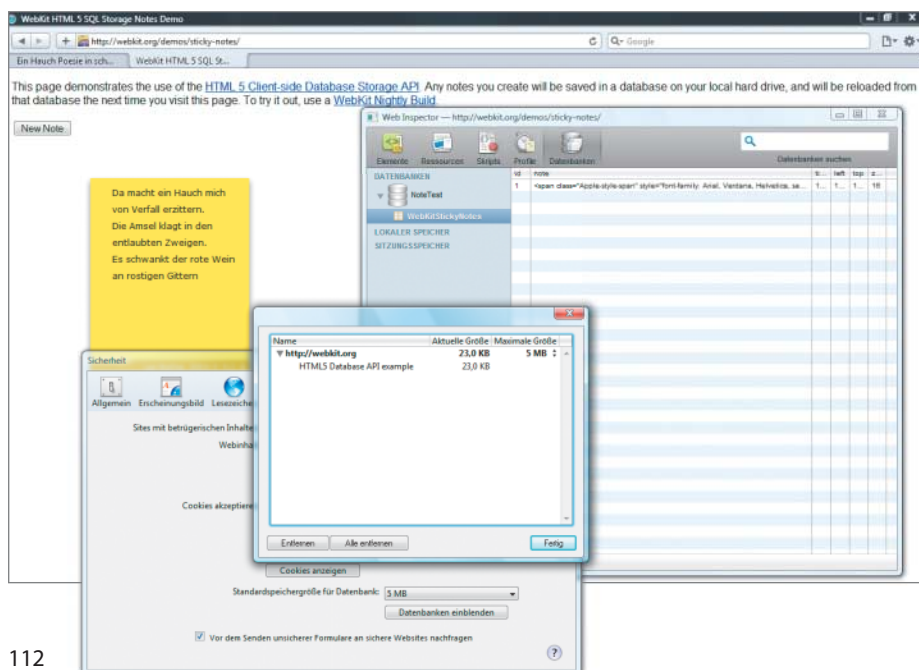 WebKit HTML 5 SQL Storage Notes Demo
http://webkit.org/demos/sticky-notes/
Google
Ein Hauch Poesie in sch...
WebKit HTML 5 SQL St...
This page demonstrates the use of the HTML 5 Client-side Database Storage API. Any notes you create will be saved in a database on your local hard drive, and will be reloaded from
that database the next time you visit this page. To try it out, use a WebKit Nightly Build.
New Note
Da macht ein Hauch mich
von Verfall erzittern.
Die Amsel klagt in den
entlaubten Zweigen.
Es schwankt der rote Wein
an rostigen Gittern
Web Inspector — http://webkit.org/demos/sticky-notes/
Elemente Ressourcen Skripts Profile Datenbanken
Datenbanken suchen
DATENBANKEN
NoteText
WebKitStickyNotes
LOKALER SPEICHER
SITZUNGSSPEICHER
id note ti... left top z...
1 <span class="Apple-style-span" style="font-family: Arial, Verdana, Helvetica, se... 1... 1... 1... 16
Name Aktuelle Größe Maximale Größe
http://webkit.org 23,0 KB 5 MB
HTML5 Database API example 23,0 KB
Entfernen Alle entfernen Fertig
Sicherheit
Allgemein Erscheinungsbild Lesezeiche
Sites mit betrügerischen Inhalte
Webinha
Cookies akzeptiere
Cookies anzeigen
Standardspeichergröße für Datenbank: 5 MB
Datenbanken einblenden
Vor dem Senden unsicherer Formulare an sichere Websites nachfragen
?
112